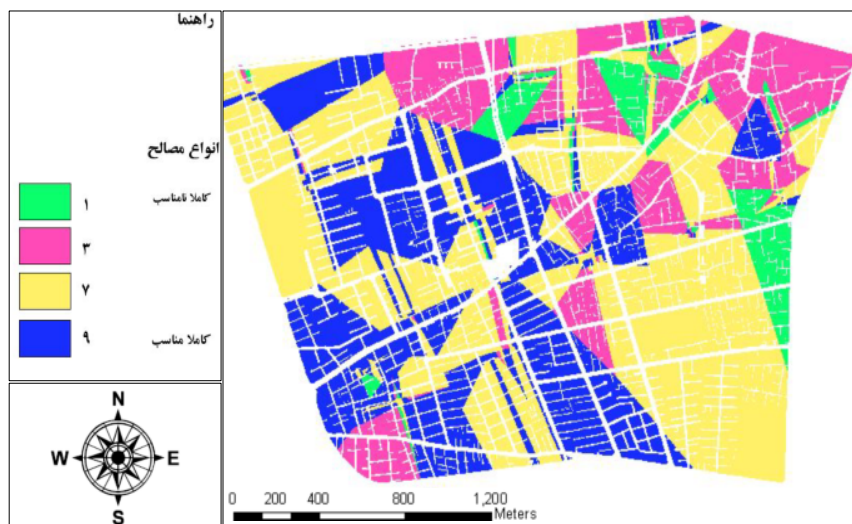 راهنما
انواع مصالح
۱ کاملا نامناسب
۳
۷
۹ کاملا مناسب
N
W E
S
0 200 400 800 1,200
Meters